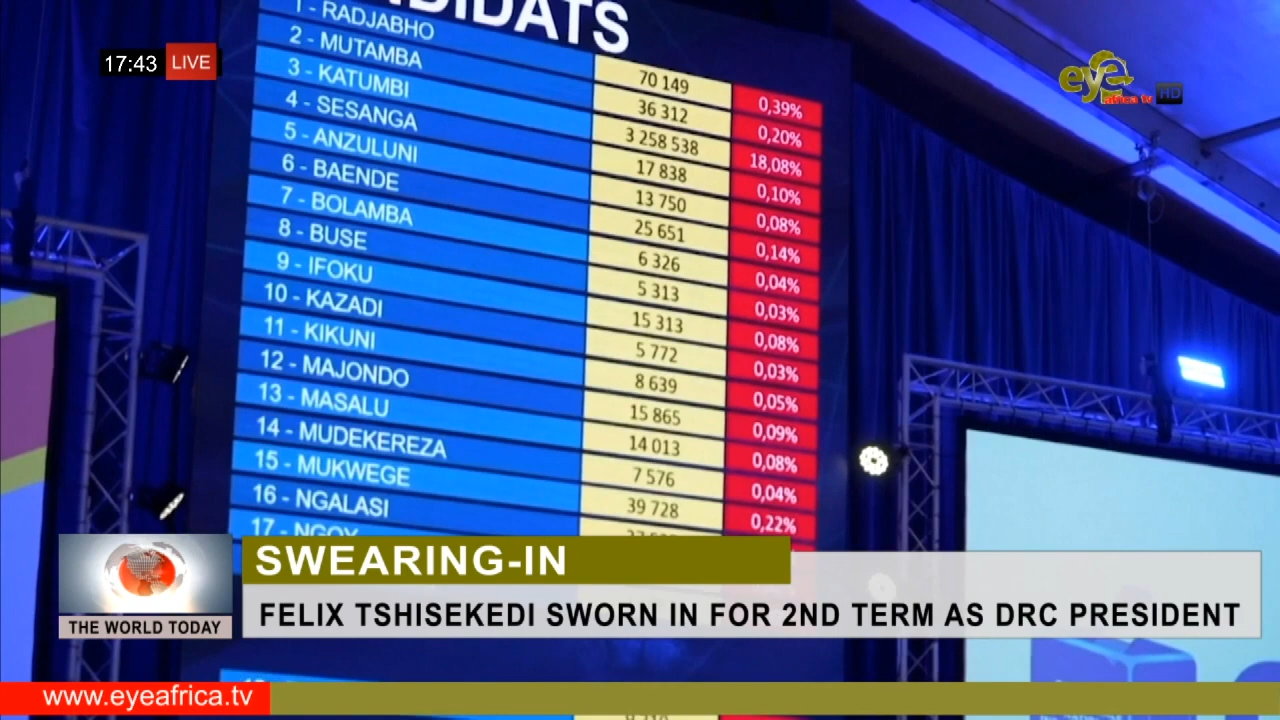 17:43 LIVE
eye
africa tv HD
DIDATS
1 - RADJABHO 70 149 0,39%
2 - MUTAMBA 36 312 0,20%
3 - KATUMBI 3 258 538 18,08%
4 - SESANGA 17 838 0,10%
5 - ANZULUNI 13 750 0,08%
6 - BAENDE 25 651 0,14%
7 - BOLAMBA 6 326 0,04%
8 - BUSE 5 313 0,03%
9 - IFOKU 15 313 0,08%
10 - KAZADI 5 772 0,03%
11 - KIKUNI 8 639 0,05%
12 - MAJONDO 15 865 0,09%
13 - MASALU 14 013 0,08%
14 - MUDEKEREZA 7 576 0,04%
15 - MUKWEGE 39 728 0,22%
16 - NGALASI
17 - NGOY
SWEARING-IN
FELIX TSHISEKEDI SWORN IN FOR 2ND TERM AS DRC PRESIDENT
THE WORLD TODAY
www.eyeafrica.tv